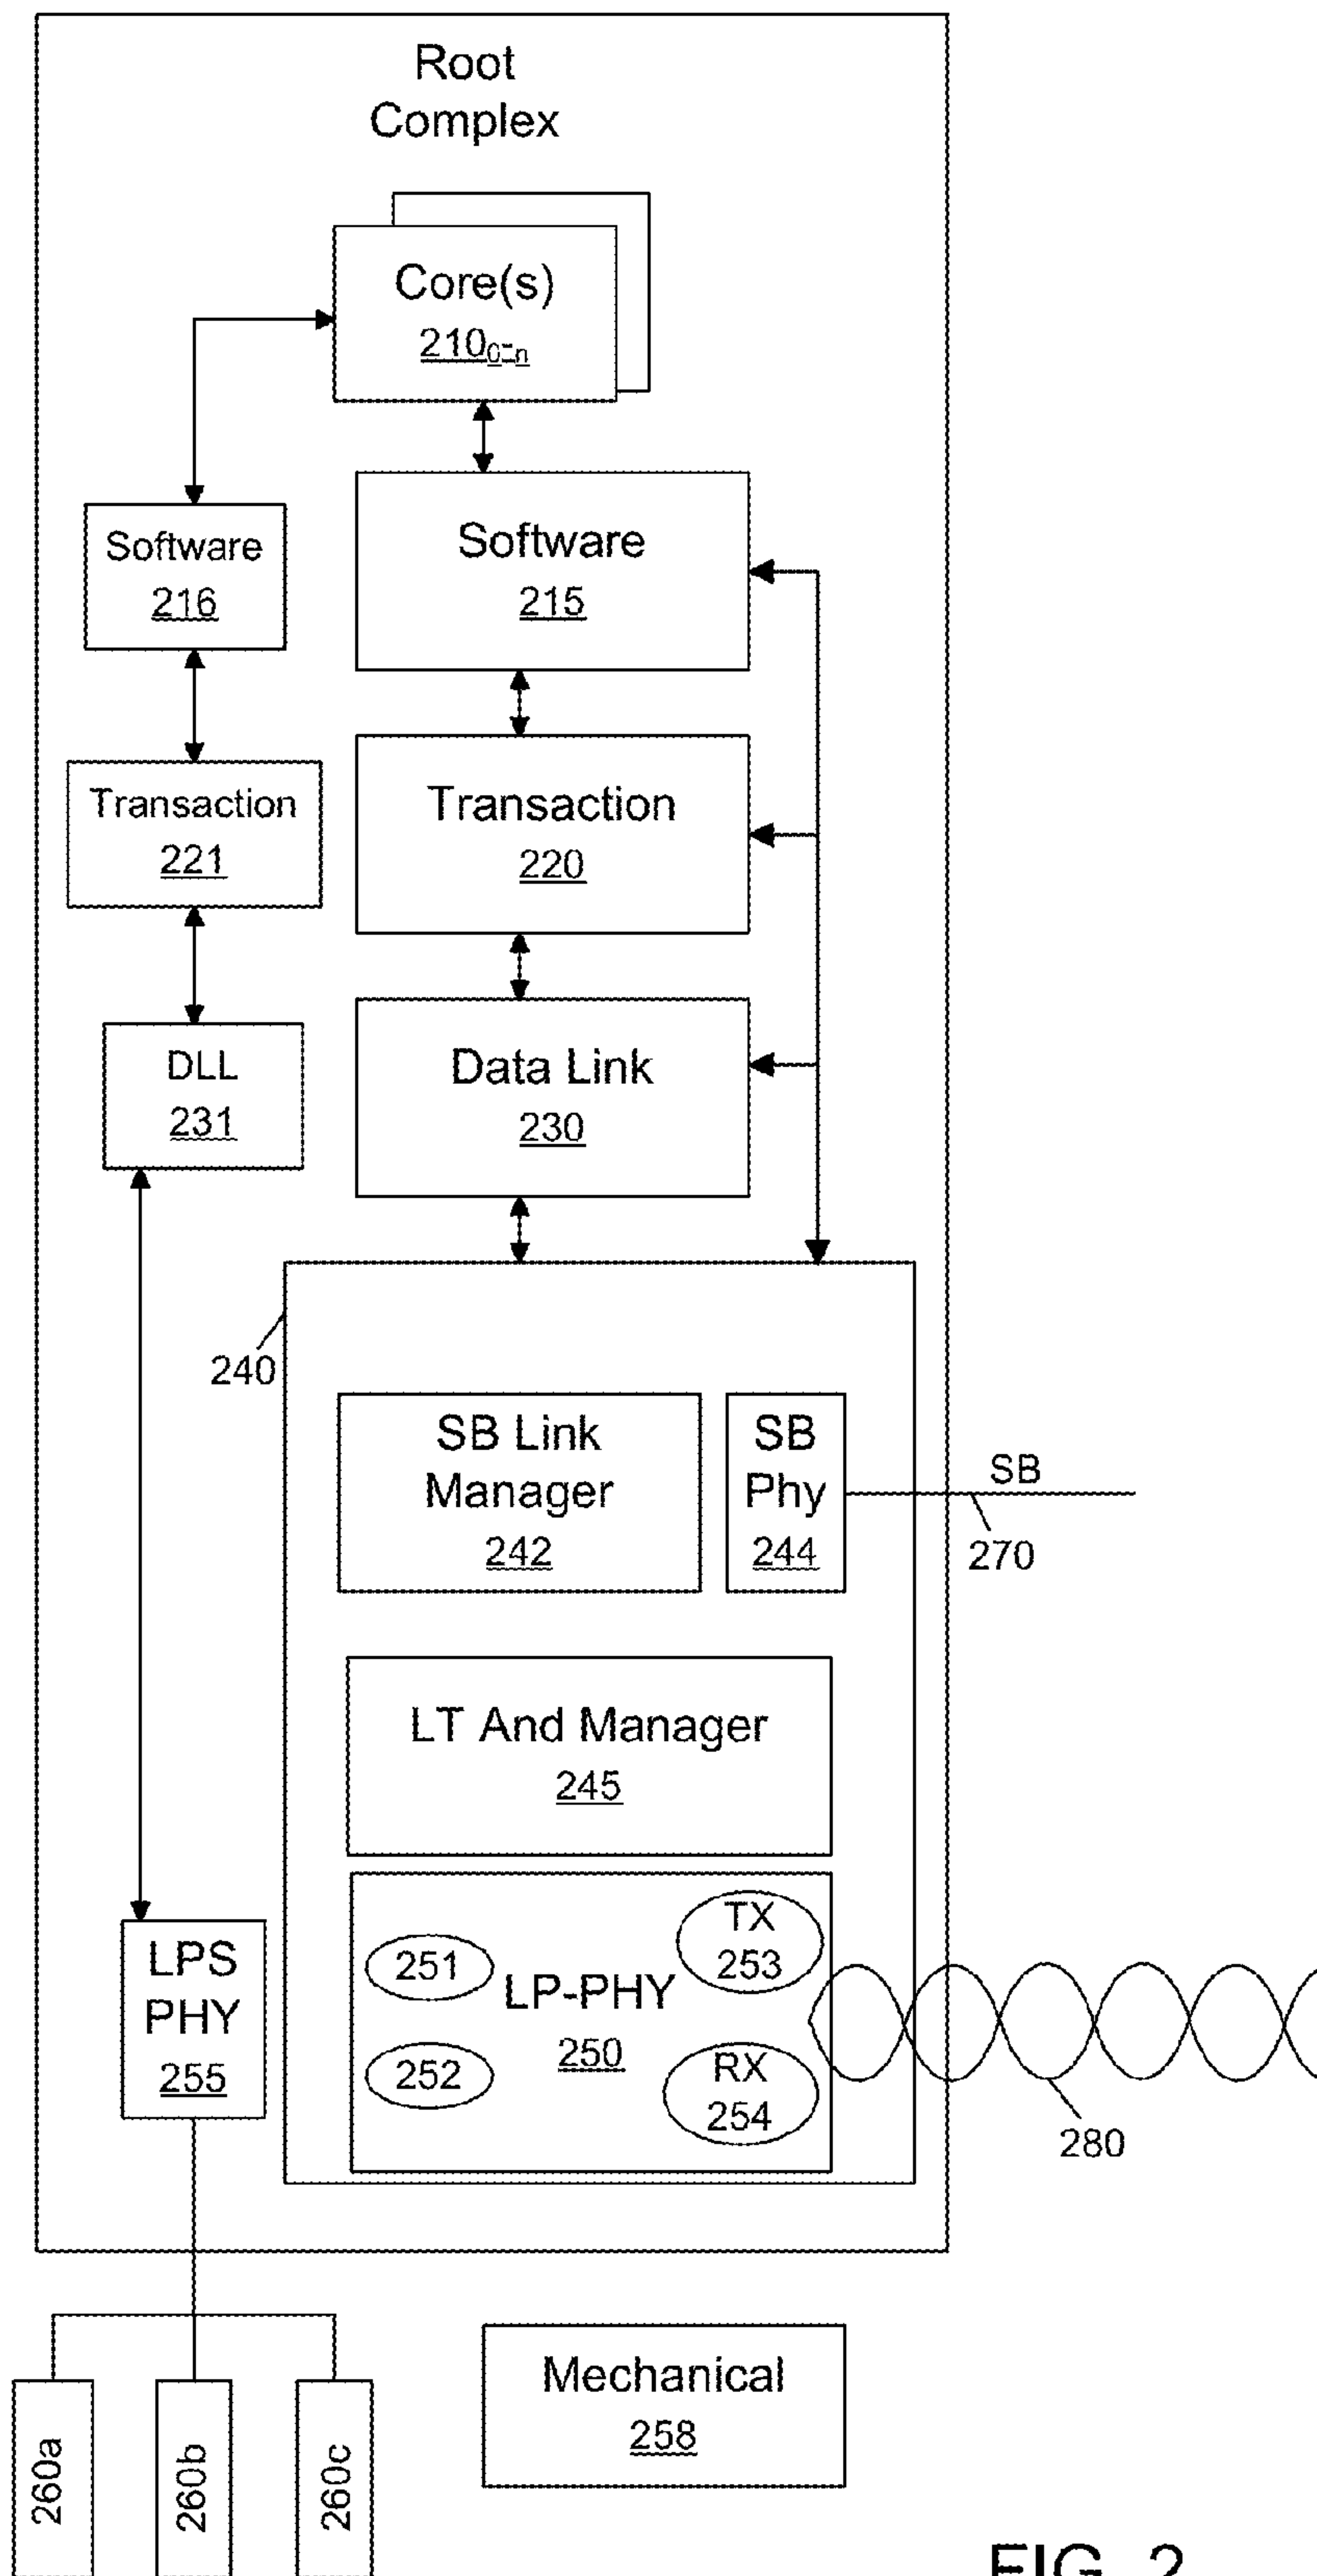 Root
Complex
Core(s)
210₀₋ₙ
Software
216
Software
215
Transaction
221
Transaction
220
DLL
231
Data Link
230
240
SB Link
Manager
242
SB
Phy
244
SB
270
LT And Manager
245
LPS
PHY
255
251
252
LP-PHY
250
TX
253
RX
254
280
Mechanical
258
260a
260b
260c
FIG. 2